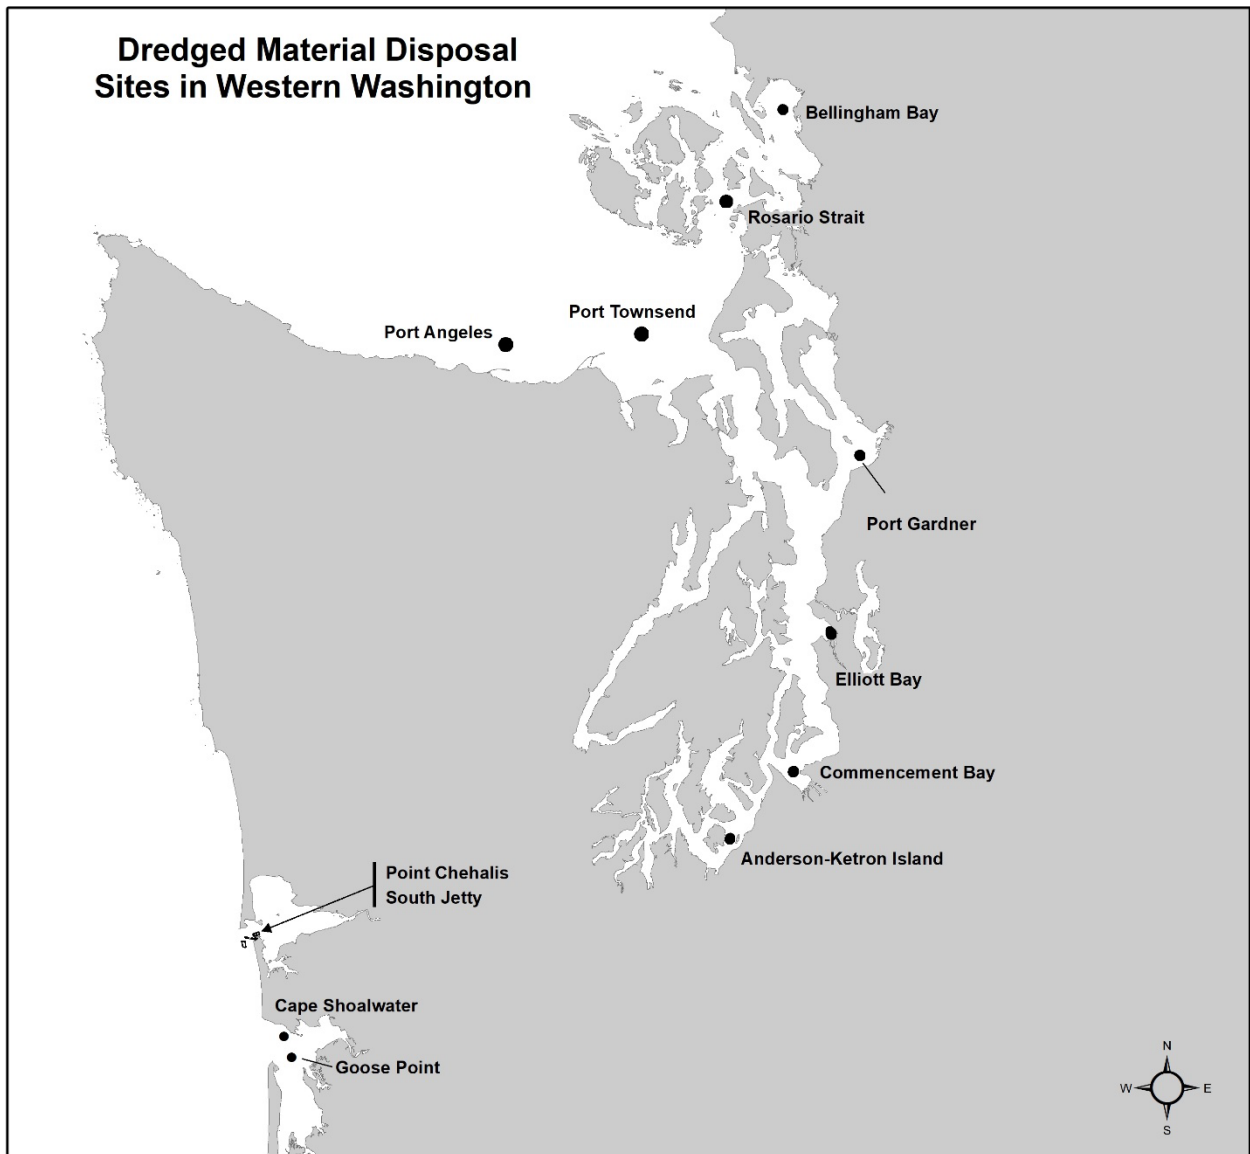 Dredged Material Disposal
Sites in Western Washington
Bellingham Bay
Rosario Strait
Port Townsend
Port Angeles
Port Gardner
Elliott Bay
Commencement Bay
Anderson-Ketron Island
Point Chehalis
South Jetty
Cape Shoalwater
Goose Point
N
W E
S